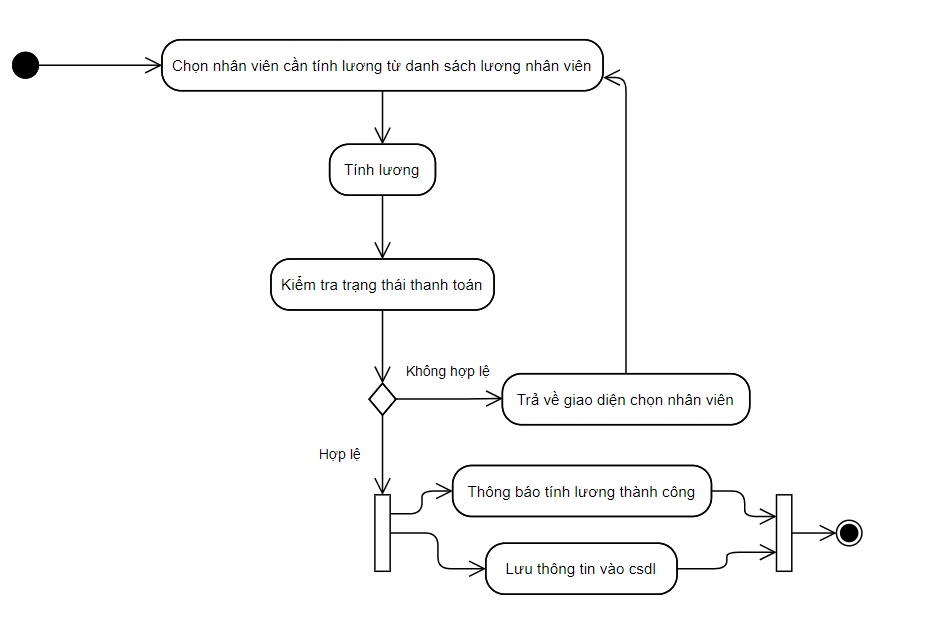 Chọn nhân viên cần tính lương từ danh sách lương nhân viên
Tính lương
Kiểm tra trạng thái thanh toán
Không hợp lệ
Trả về giao diện chọn nhân viên
Hợp lệ
Thông báo tính lương thành công
Lưu thông tin vào csdl